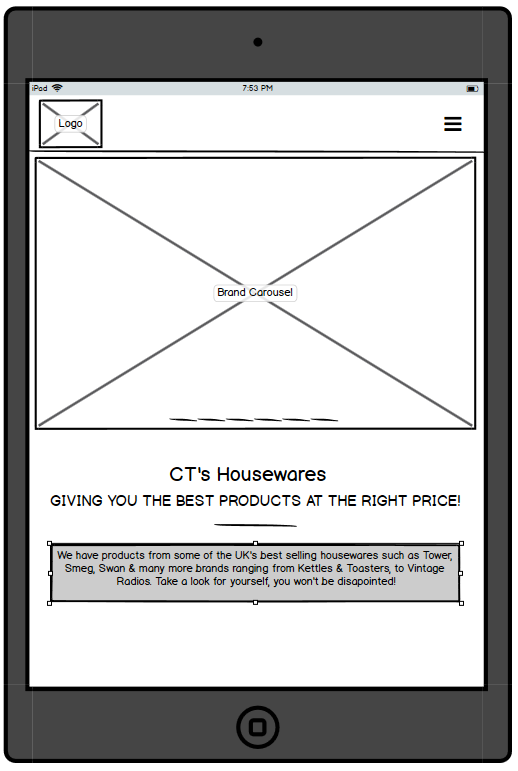 iPad 7:53 PM
Logo
Brand Carousel
CT's Housewares
GIVING YOU THE BEST PRODUCTS AT THE RIGHT PRICE!
We have products from some of the UK's best selling housewares such as Tower,
Smeg, Swan & many more brands ranging from Kettles & Toasters, to Vintage
Radios. Take a look for yourself, you won't be disapointed!